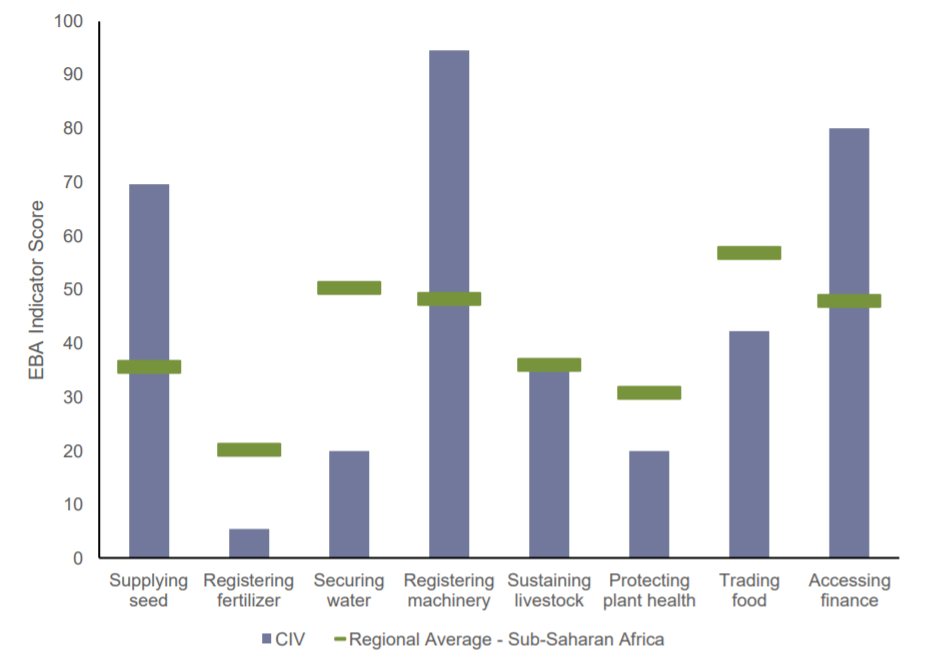 100
90
80
70
60
50
40
30
20
10
0
EBA Indicator Score
Supplying seed
Registering fertilizer
Securing water
Registering machinery
Sustaining livestock
Protecting plant health
Trading food
Accessing finance
CIV
Regional Average - Sub-Saharan Africa